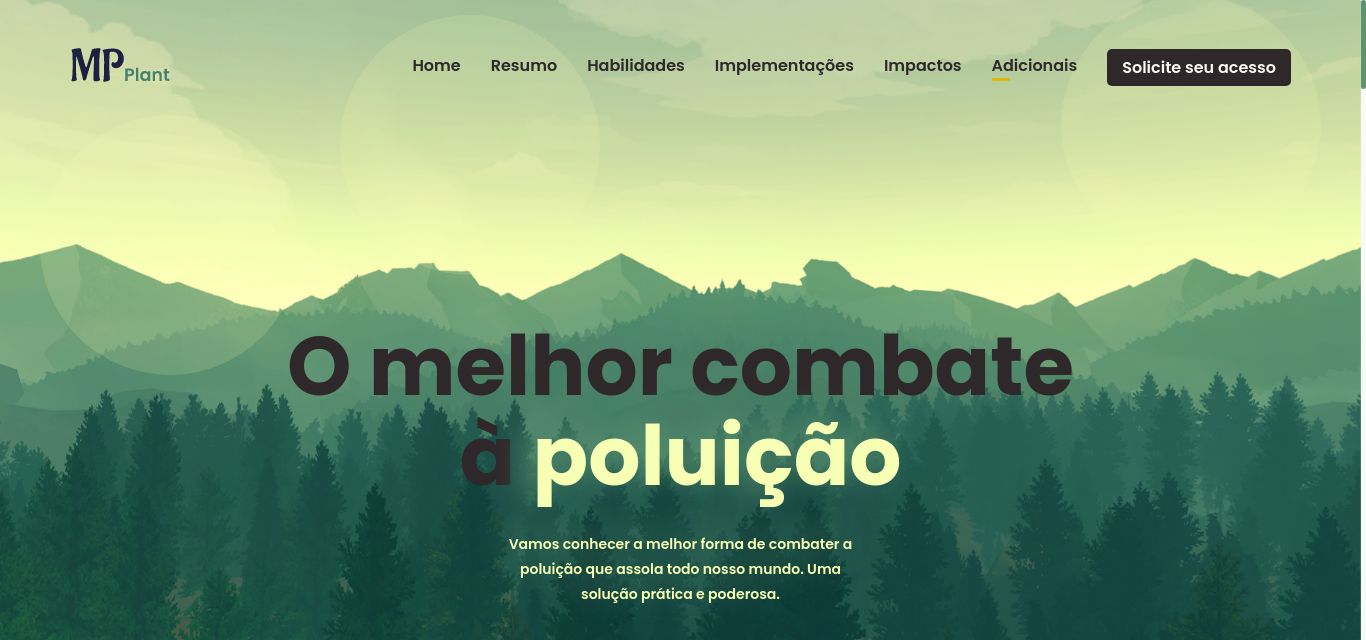 MP Plant
Home Resumo Habilidades Implementações Impactos Adicionais Solicite seu acesso
O melhor combate
à poluição
Vamos conhecer a melhor forma de combater a
poluição que assola todo nosso mundo. Uma
solução prática e poderosa.